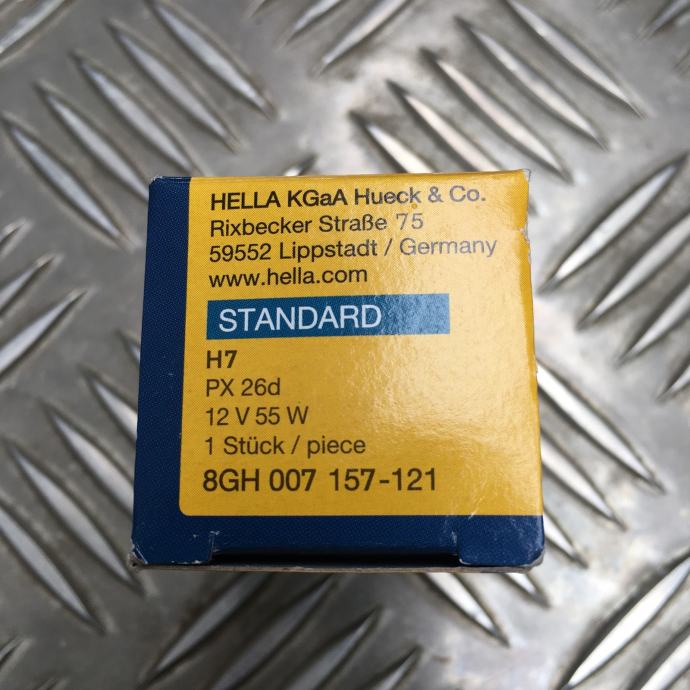 HELLA KGaA Hueck & Co.
Rixbecker Straße 75
59552 Lippstadt / Germany
www.hella.com
STANDARD
H7
PX 26d
12 V 55 W
1 Stück / piece
8GH 007 157-121